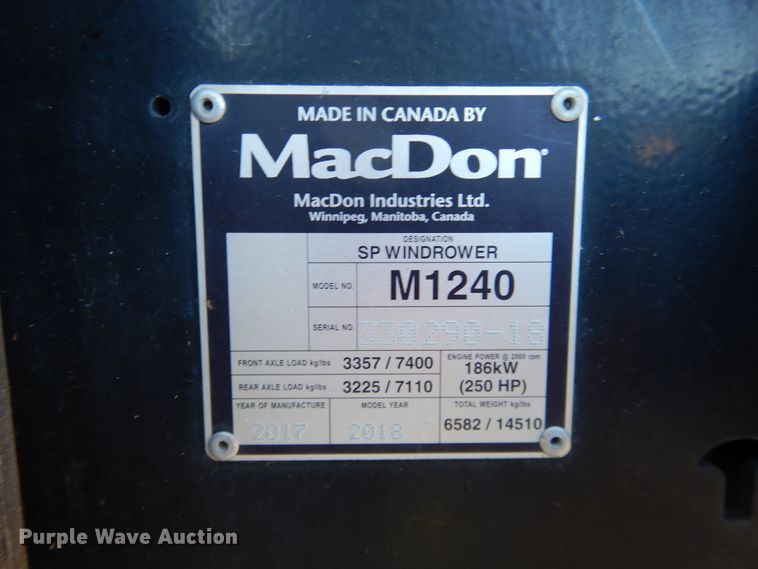 MADE IN CANADA BY
MacDon®
MacDon Industries Ltd.
Winnipeg, Manitoba, Canada
DESIGNATION
SP WINDROWER
MODEL NO. M1240
SERIAL NO. 330290-18
FRONT AXLE LOAD kg/lbs 3357 / 7400
REAR AXLE LOAD kg/lbs 3225 / 7110
ENGINE POWER @ 2000 rpm
186kW
(250 HP)
YEAR OF MANUFACTURE
2017
MODEL YEAR
2018
TOTAL WEIGHT kg/lbs
6582 / 14510
Purple Wave Auction